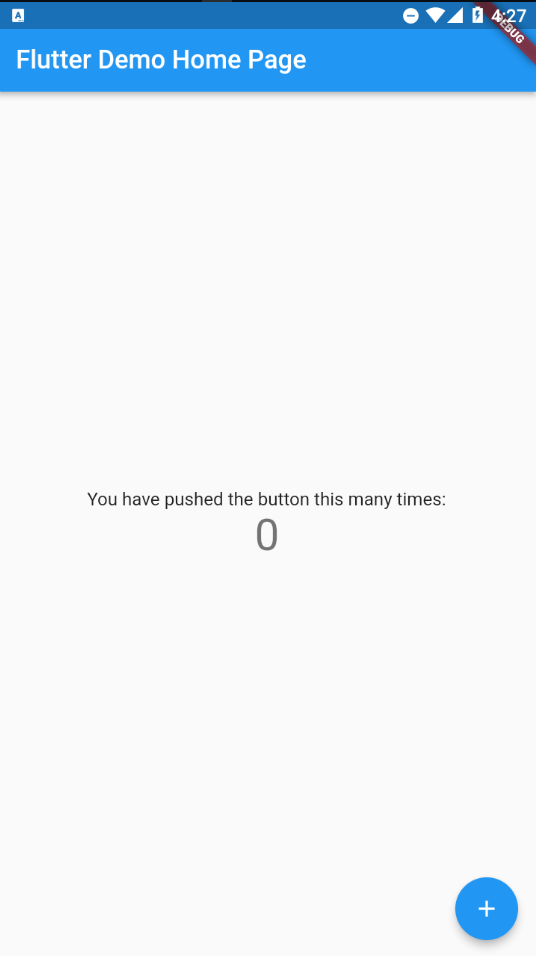 A
4:27
DEBUG
Flutter Demo Home Page
You have pushed the button this many times:
0
+